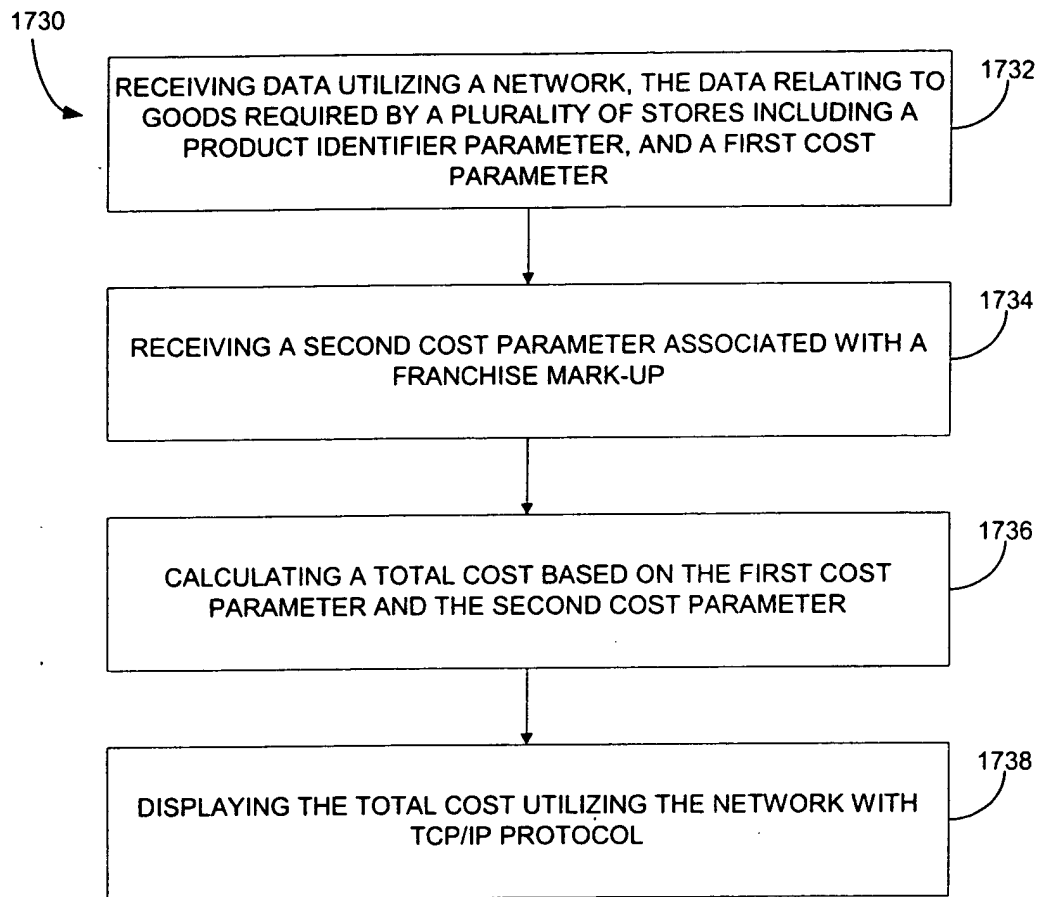 1730
RECEIVING DATA UTILIZING A NETWORK, THE DATA RELATING TO
GOODS REQUIRED BY A PLURALITY OF STORES INCLUDING A
PRODUCT IDENTIFIER PARAMETER, AND A FIRST COST
PARAMETER
1732
RECEIVING A SECOND COST PARAMETER ASSOCIATED WITH A
FRANCHISE MARK-UP
1734
CALCULATING A TOTAL COST BASED ON THE FIRST COST
PARAMETER AND THE SECOND COST PARAMETER
1736
DISPLAYING THE TOTAL COST UTILIZING THE NETWORK WITH
TCP/IP PROTOCOL
1738